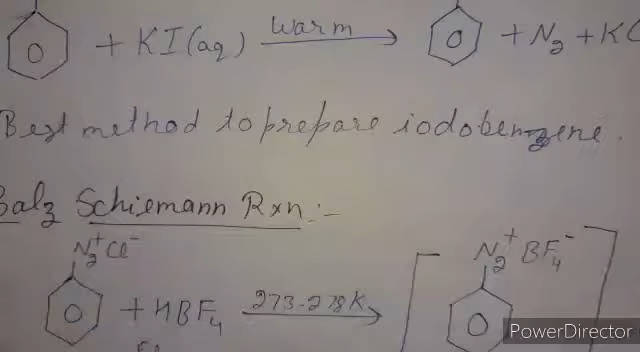 + KI(aq) warm + N2 + KC
Best method to prepare iodobenzene.
Balz Schiemann Rxn:-
N2+Cl- N2+ BF4-
+ HBF4 273-278K
PowerDirector